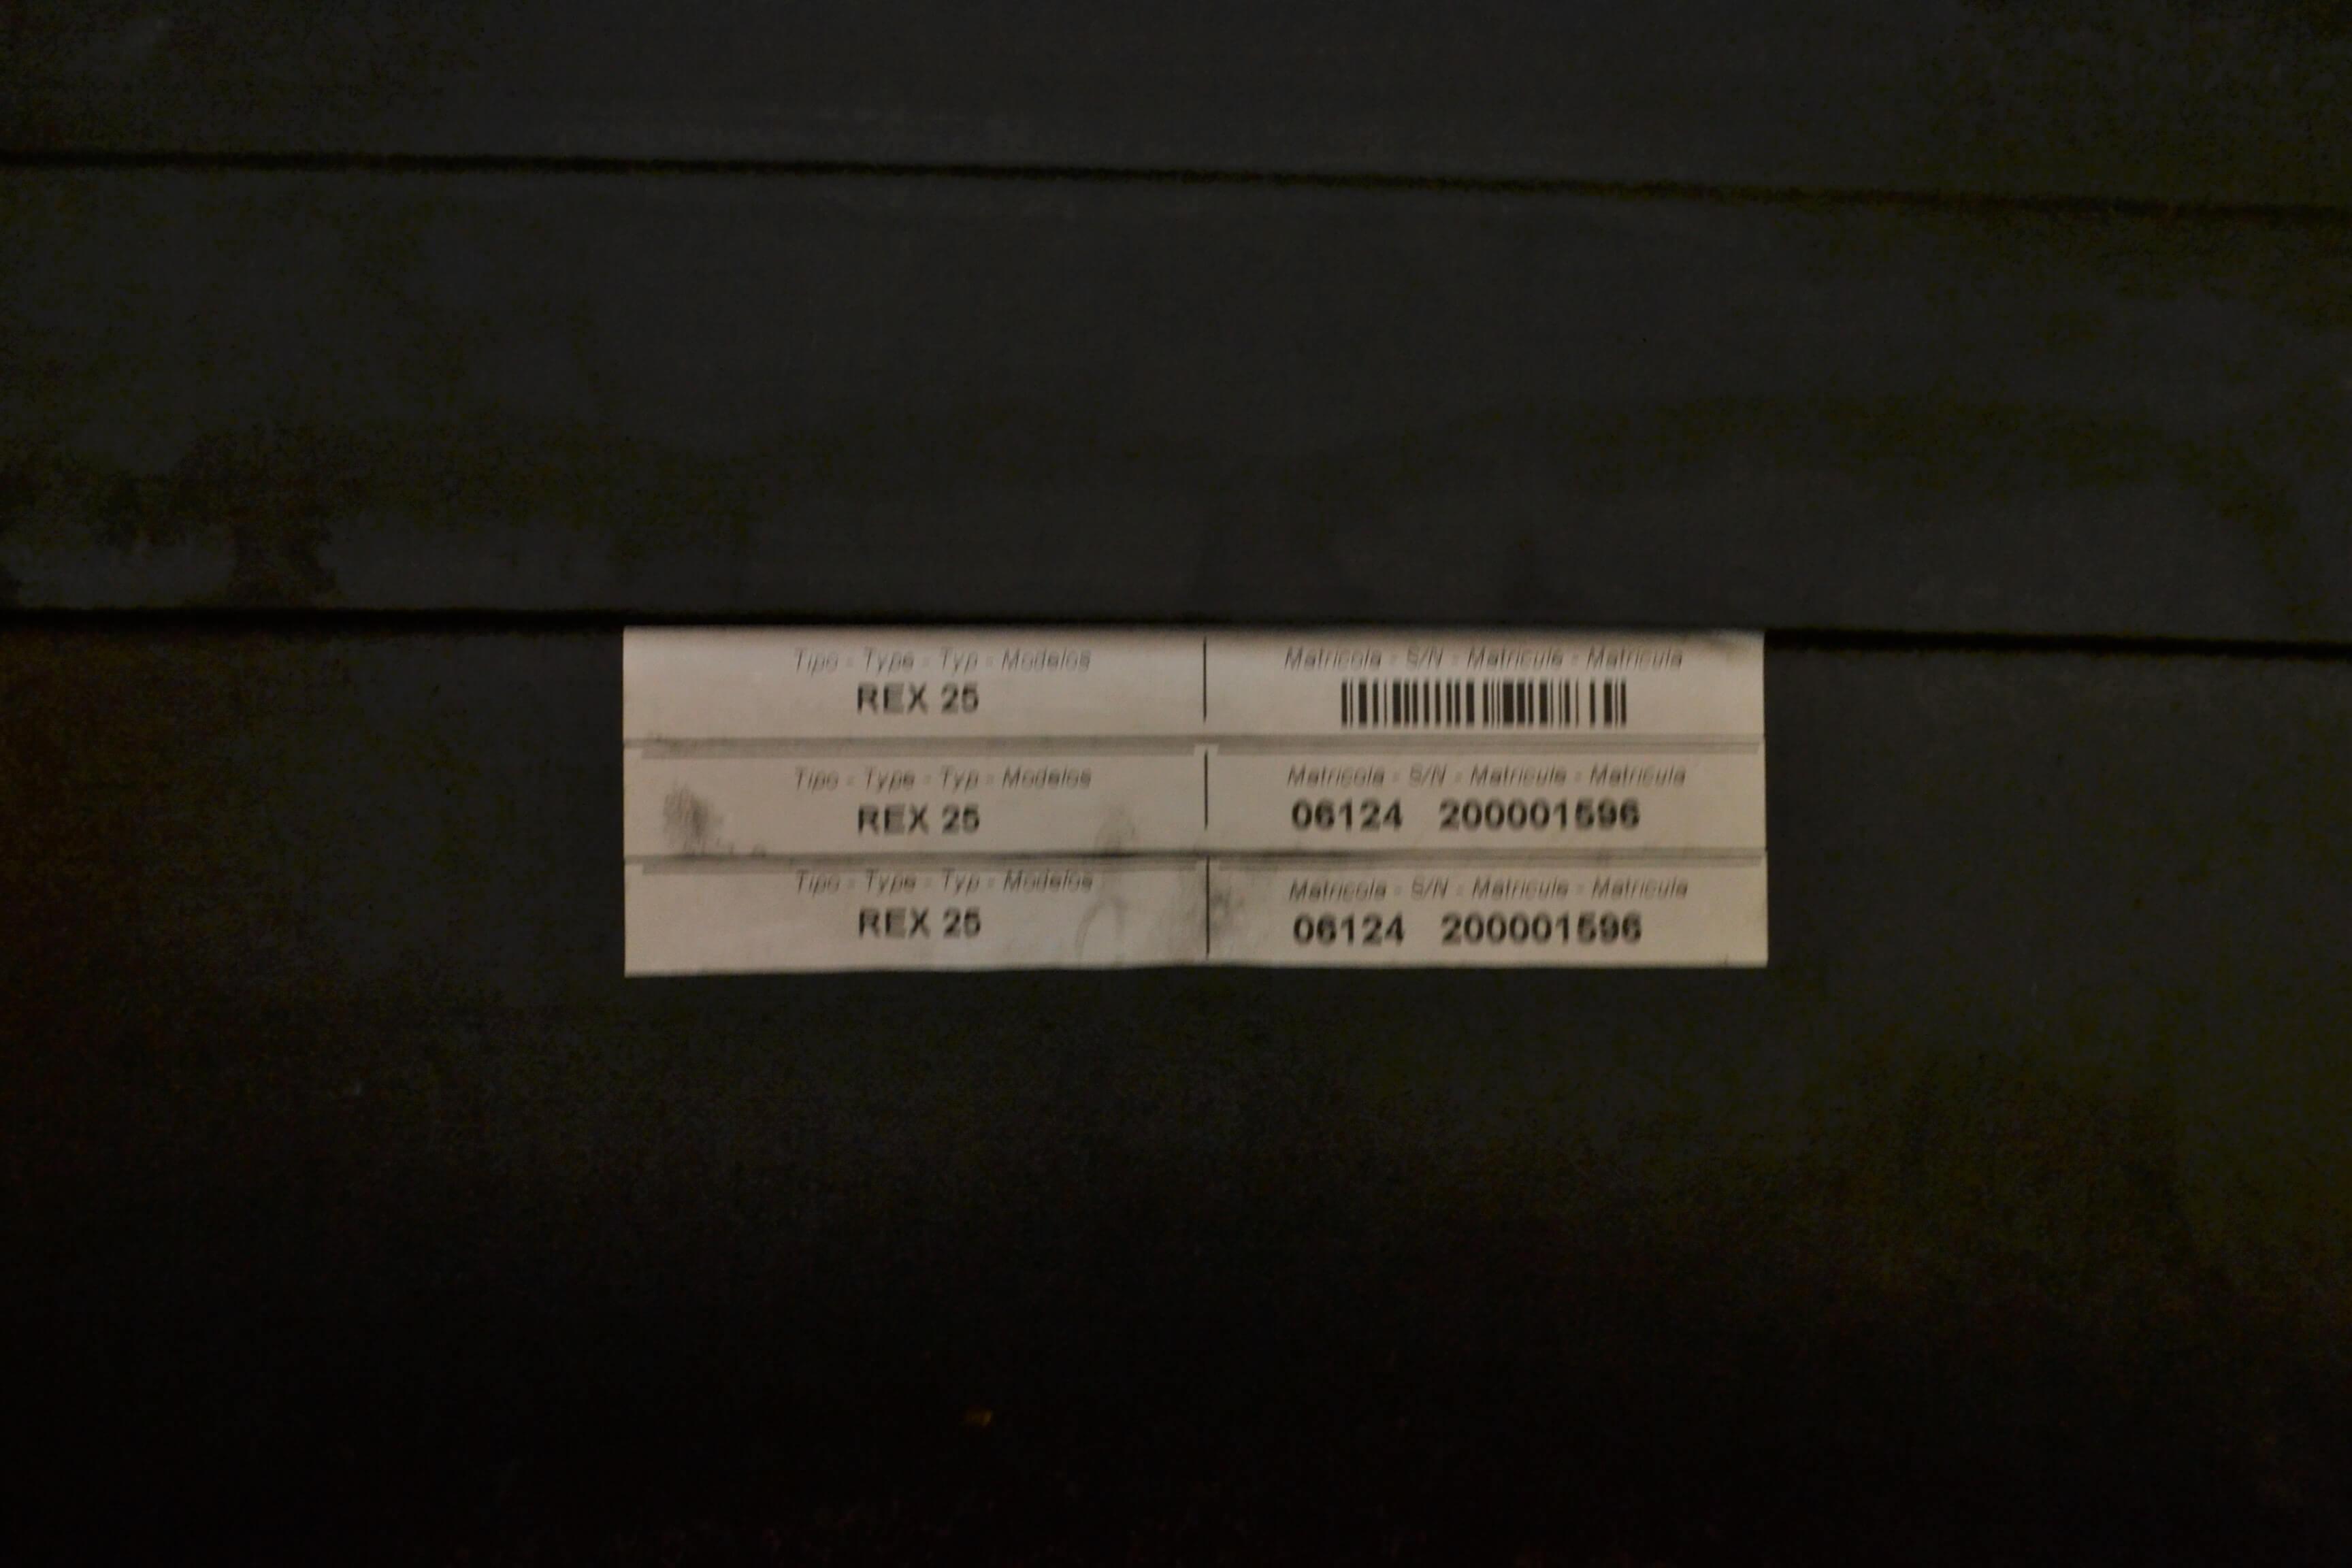 Tipo - Type - Typ - Modelos
REX 25
Matricola - S/N - Matricule - Matricula
Tipo - Type - Typ - Modelos
REX 25
Matricola - S/N - Matricule - Matricula
06124 200001596
Tipo - Type - Typ - Modelos
REX 25
Matricola - S/N - Matricule - Matricula
06124 200001596